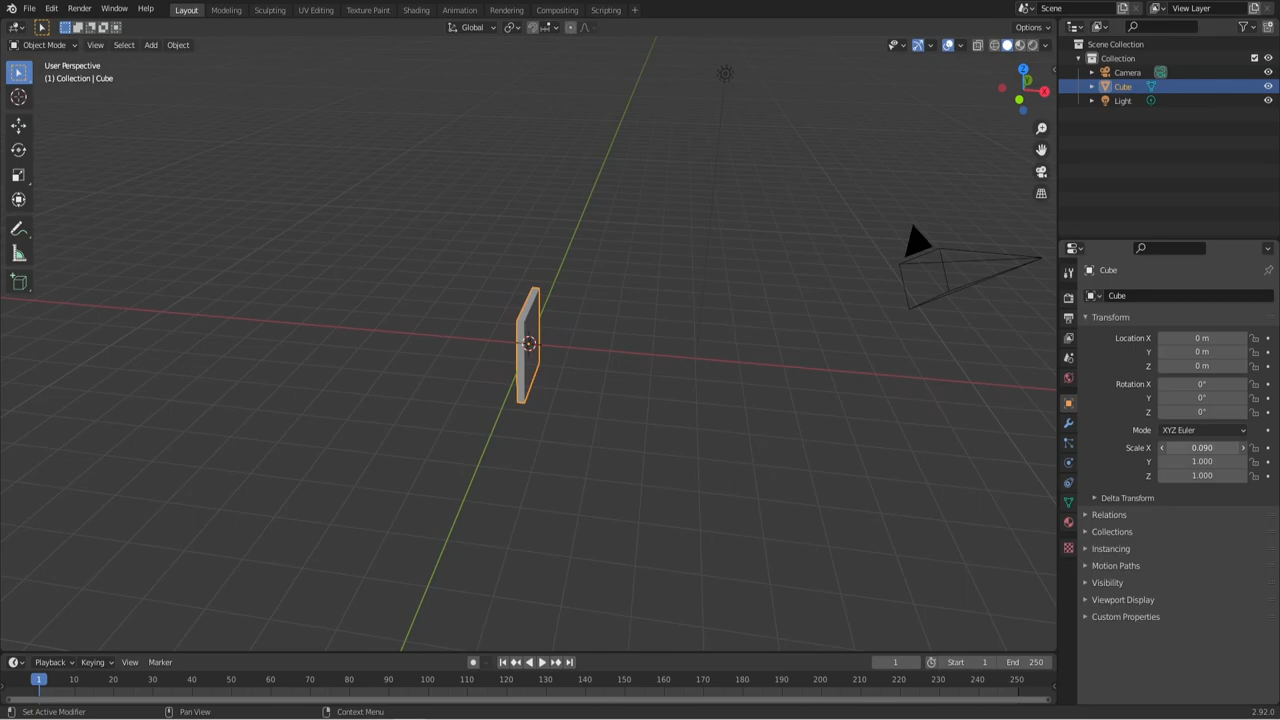 File Edit Render Window Help Layout Modeling Sculpting UV Editing Texture Paint Shading Animation Rendering Compositing Scripting + Scene View Layer
Global Options
Object Mode View Select Add Object
Scene Collection
Collection
Camera
Cube
Light
User Perspective
(1) Collection | Cube
Z
Y
X
Cube
Cube
Transform
Location X 0 m
Y 0 m
Z 0 m
Rotation X 0°
Y 0°
Z 0°
Mode XYZ Euler
Scale X 0.090
Y 1.000
Z 1.000
Delta Transform
Relations
Collections
Instancing
Motion Paths
Visibility
Viewport Display
Custom Properties
Playback Keying View Marker 1 Start 1 End 250
1 10 20 30 40 50 60 70 80 90 100 110 120 130 140 150 160 170 180 190 200 210 220 230 240 250
Set Active Modifier Pan View Context Menu 2.92.0